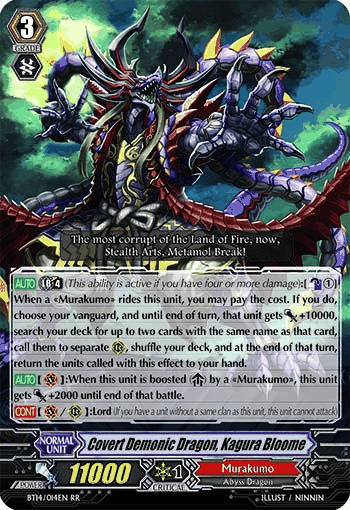 3
GRADE
The most corrupt of the Land of Fire, now,
Stealth Arts, Metamol Break!
AUTO LB 4 (This ability is active if you have four or more damage):[ 1]
When a «Murakumo» rides this unit, you may pay the cost. If you do,
choose your vanguard, and until end of turn, that unit gets +10000,
search your deck for up to two cards with the same name as that card,
call them to separate R, shuffle your deck, and at the end of that turn,
return the units called with this effect to your hand.
AUTO [V]:When this unit is boosted by a «Murakumo», this unit
gets +2000 until end of that battle.
CONT [V/R]:Lord (If you have a unit without a same clan as this unit, this unit cannot attack)
NORMAL UNIT
Covert Demonic Dragon, Kagura Bloome
POWER
11000
1
CRITICAL
Murakumo
Abyss Dragon
BT14/014EN RR
ILLUST / NINNIN